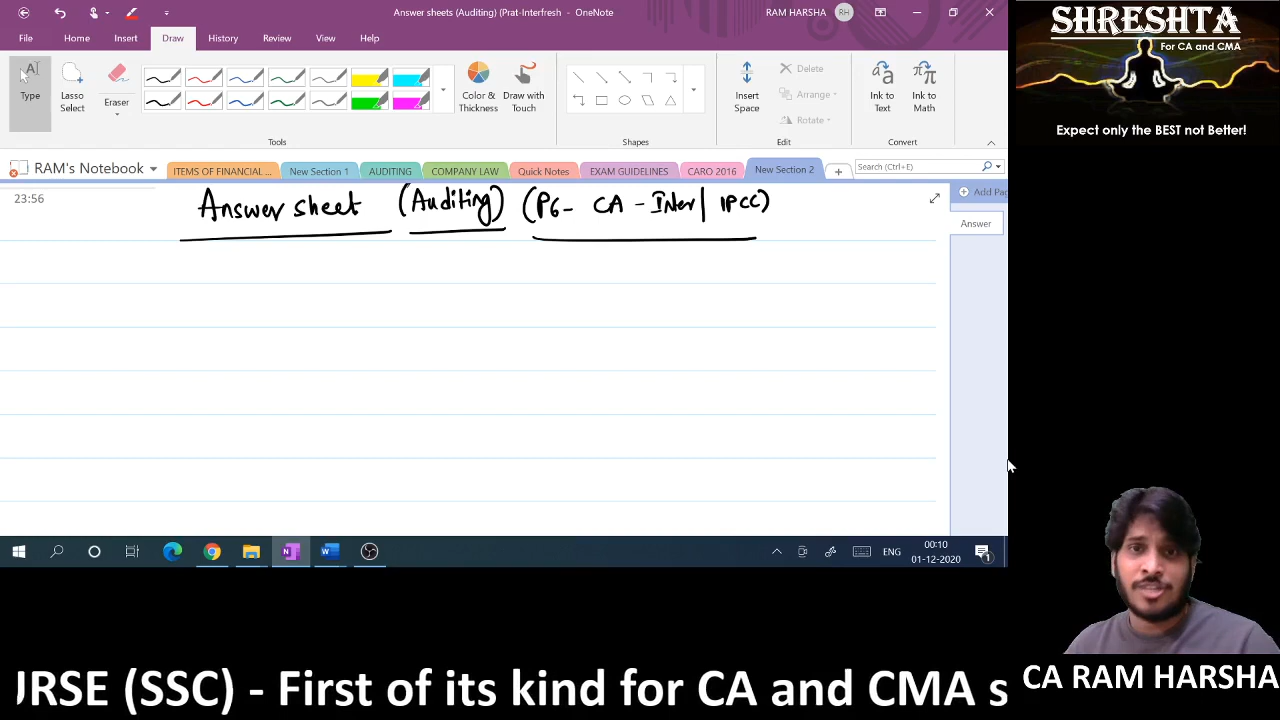 Answer sheets (Auditing) (Prat-Interfresh - OneNote
RAM HARSHA RH
File Home Insert Draw History Review View Help
Type
Lasso Select
Eraser
Color & Thickness
Draw with Touch
Insert Space
Delete
Arrange
Rotate
Ink to Text
Ink to Math
Tools Shapes Edit Convert
RAM's Notebook
ITEMS OF FINANCIAL ...
New Section 1
AUDITING
COMPANY LAW
Quick Notes
EXAM GUIDELINES
CARO 2016
New Section 2
Search (Ctrl+E)
23:56
Answer sheet (Auditing) (P6- CA - Inter| IPCC)
Add Pag
Answer
ENG
00:10
01-12-2020
1
SHRESHTA
For CA and CMA
Expect only the BEST not Better!
JRSE (SSC) - First of its kind for CA and CMA s
CA RAM HARSHA